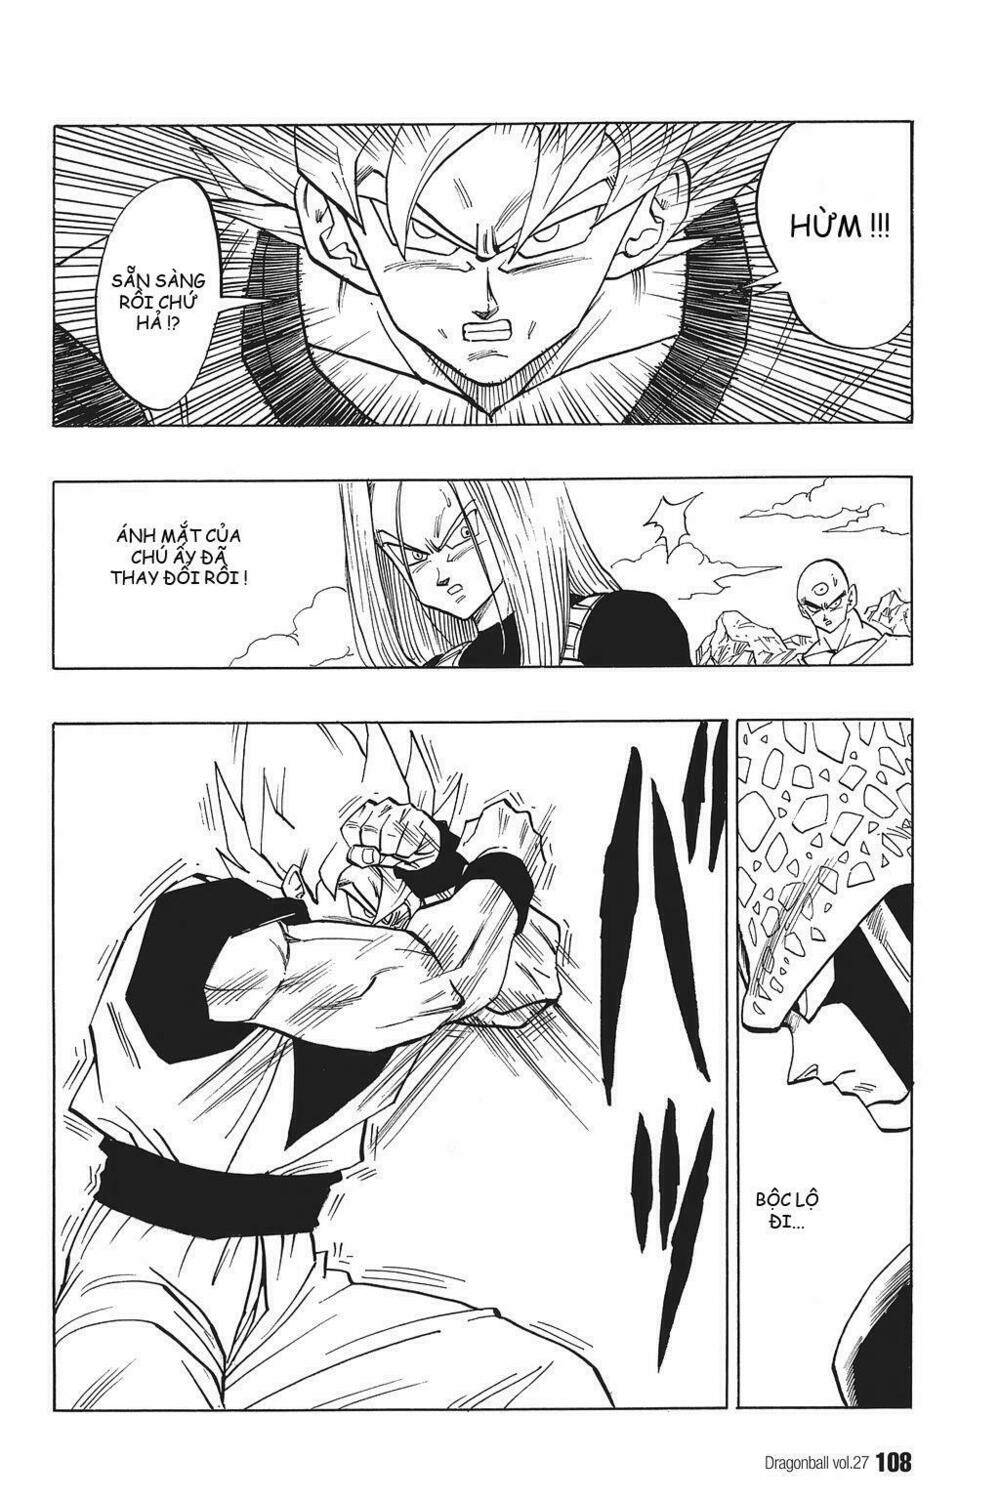 HỪM !!!
SẴN SÀNG
RỒI CHỨ
HẢ !?
ÁNH MẮT CỦA
CHÚ ẤY ĐÃ
THAY ĐỔI RỒI !
BỘC LỘ
ĐI...
Dragonball vol.27 108